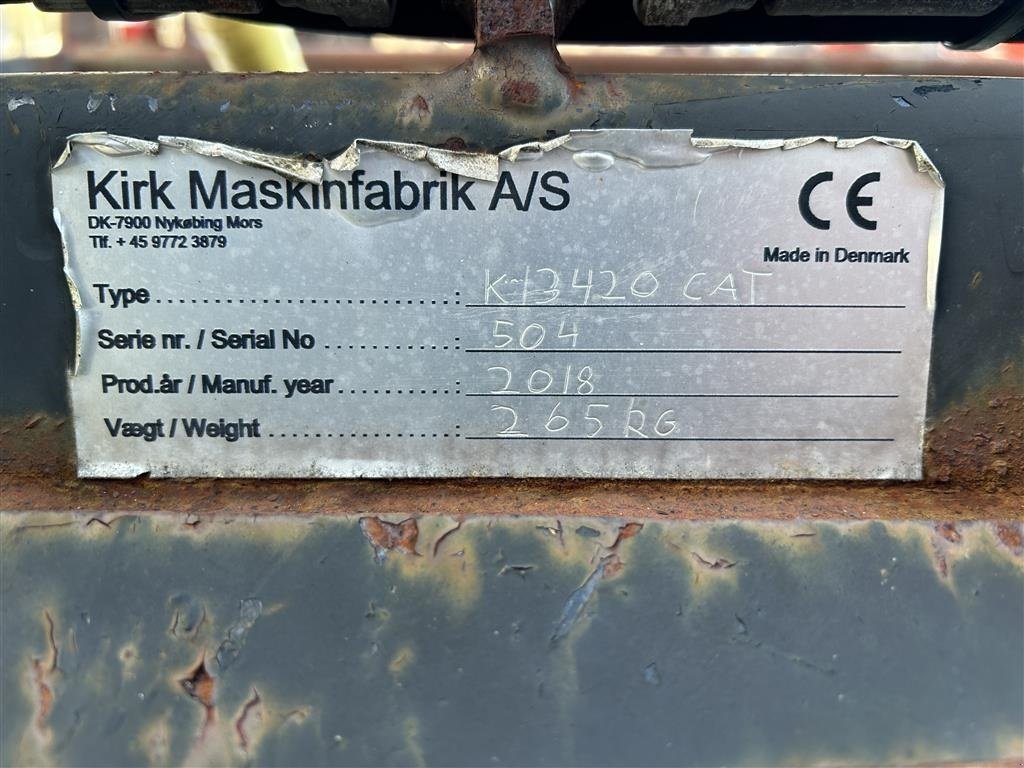 Kirk Maskinfabrik A/S
CE
DK-7900 Nykøbing Mors
Tlf. + 45 9772 3879
Made in Denmark
Type ............................ : K13420 CAT
Serie nr. / Serial No ............ : 504
Prod.år / Manuf. year ........... : 2018
Vægt / Weight .................. : 265 KG